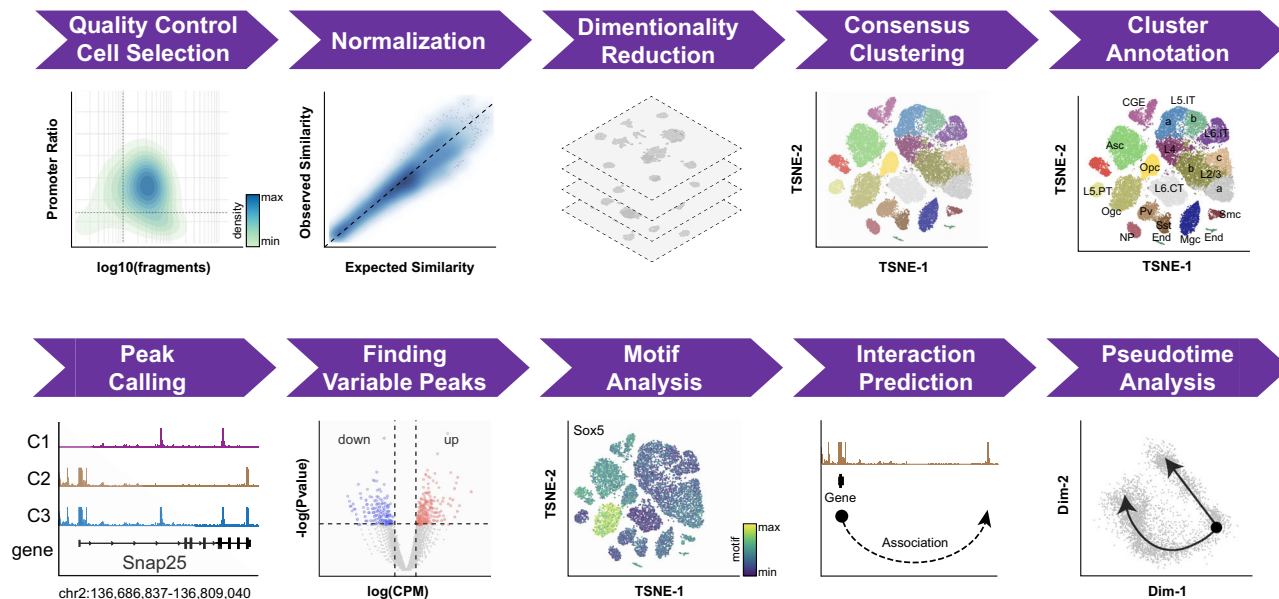 Quality Control
Cell Selection
Normalization
Dimentionality
Reduction
Consensus
Clustering
Cluster
Annotation
Promoter Ratio
log10(fragments)
density
max
min
Observed Similarity
Expected Similarity
TSNE-2
TSNE-1
TSNE-2
TSNE-1
CGE
L5.IT
a
b
L6.IT
Asc
L4
c
Opc
b
L2/3
L5.PT
L6.CT
a
Ogc
Pv
Smc
Sst
NP
End
Mgc
End
Peak
Calling
Finding
Variable Peaks
Motif
Analysis
Interaction
Prediction
Pseudotime
Analysis
C1
C2
C3
gene
Snap25
chr2:136,686,837-136,809,040
down
up
-log(Pvalue)
log(CPM)
Sox5
TSNE-2
TSNE-1
motif
max
min
Gene
Association
Dim-2
Dim-1